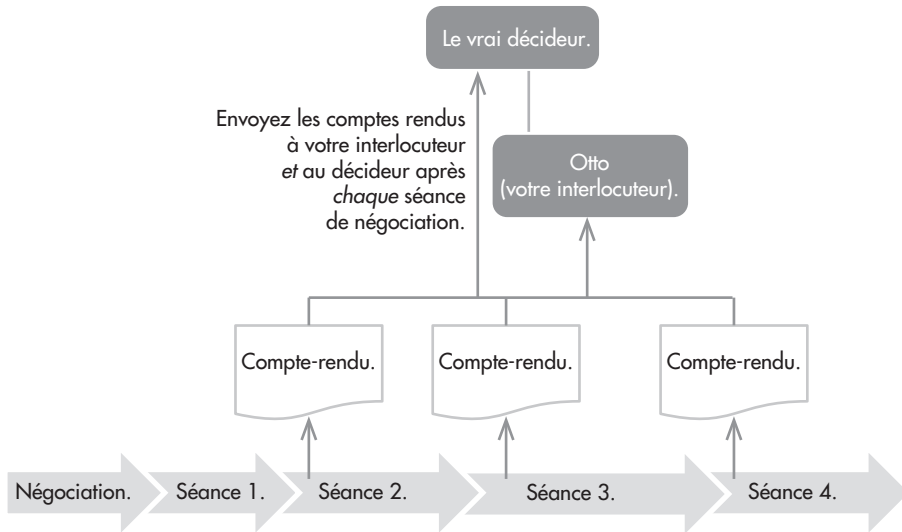 Le vrai décideur.
Envoyez les comptes rendus
à votre interlocuteur
et au décideur après
chaque séance
de négociation.
Otto
(votre interlocuteur).
Compte-rendu.
Compte-rendu.
Compte-rendu.
Négociation.
Séance 1.
Séance 2.
Séance 3.
Séance 4.